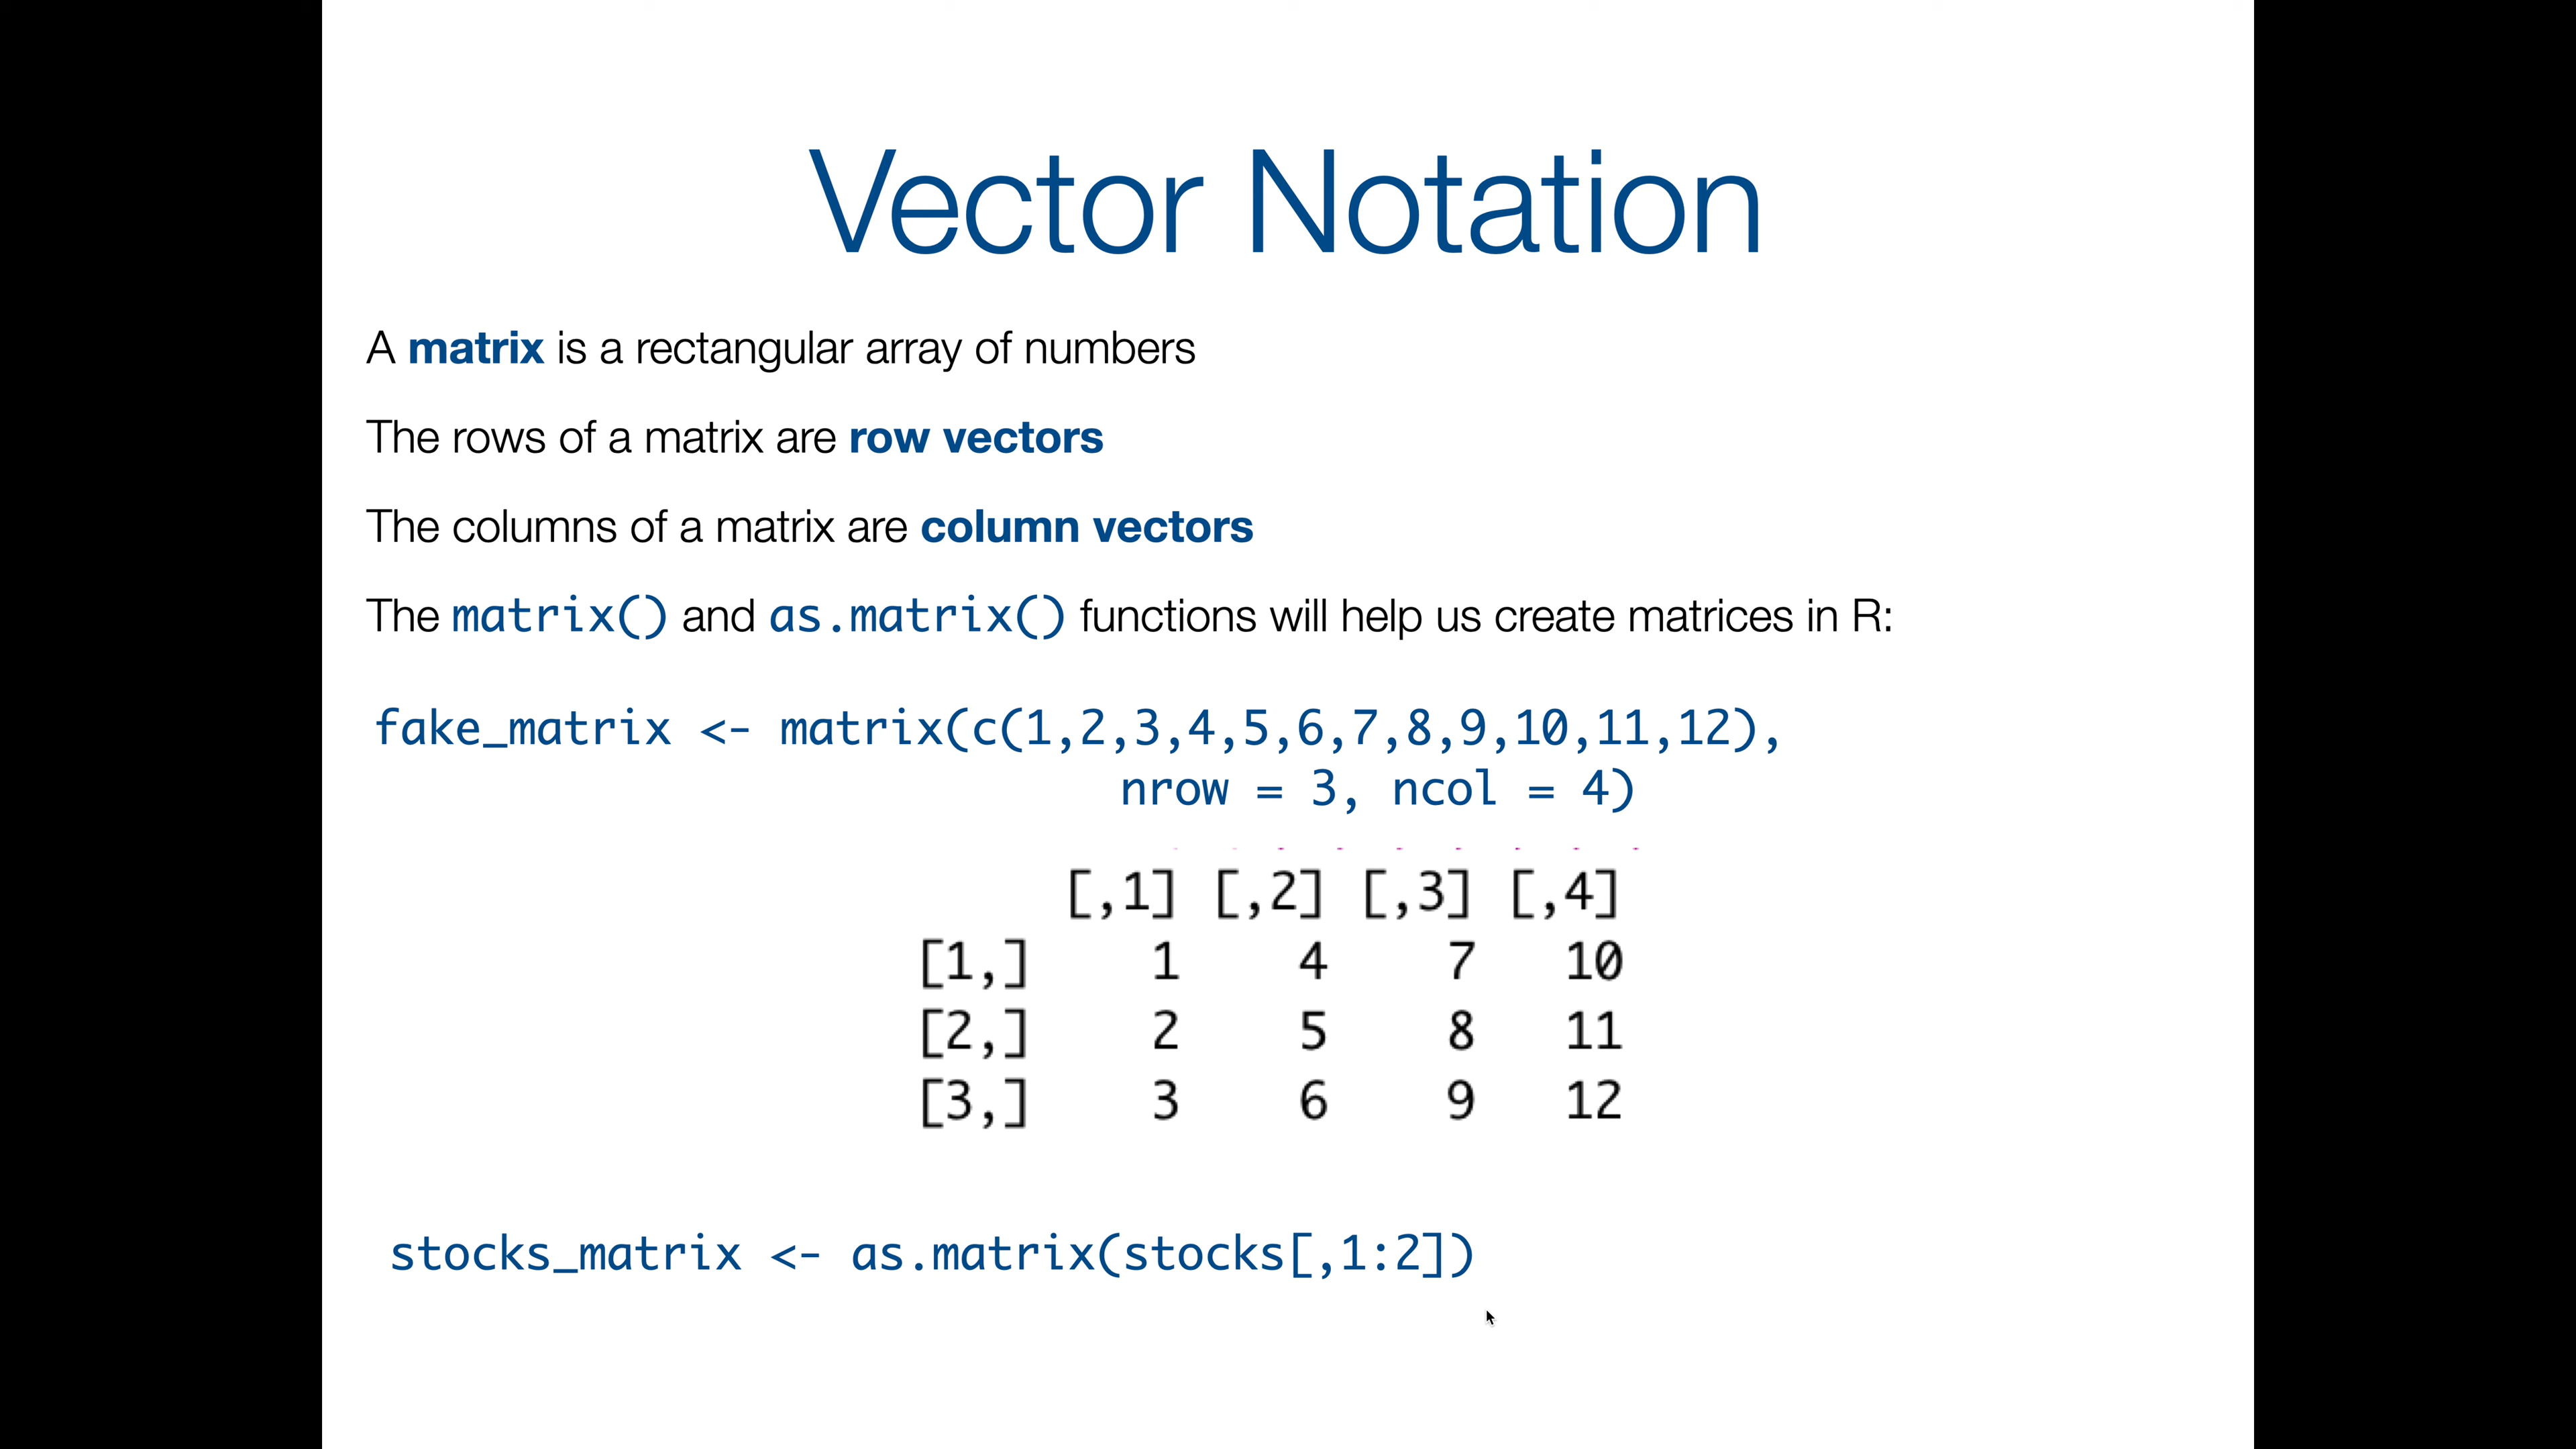 Vector Notation
A matrix is a rectangular array of numbers
The rows of a matrix are row vectors
The columns of a matrix are column vectors
The matrix() and as.matrix() functions will help us create matrices in R:
fake_matrix <- matrix(c(1,2,3,4,5,6,7,8,9,10,11,12),
nrow = 3, ncol = 4)
[,1] [,2] [,3] [,4]
[1,] 1 4 7 10
[2,] 2 5 8 11
[3,] 3 6 9 12
stocks_matrix <- as.matrix(stocks[,1:2])